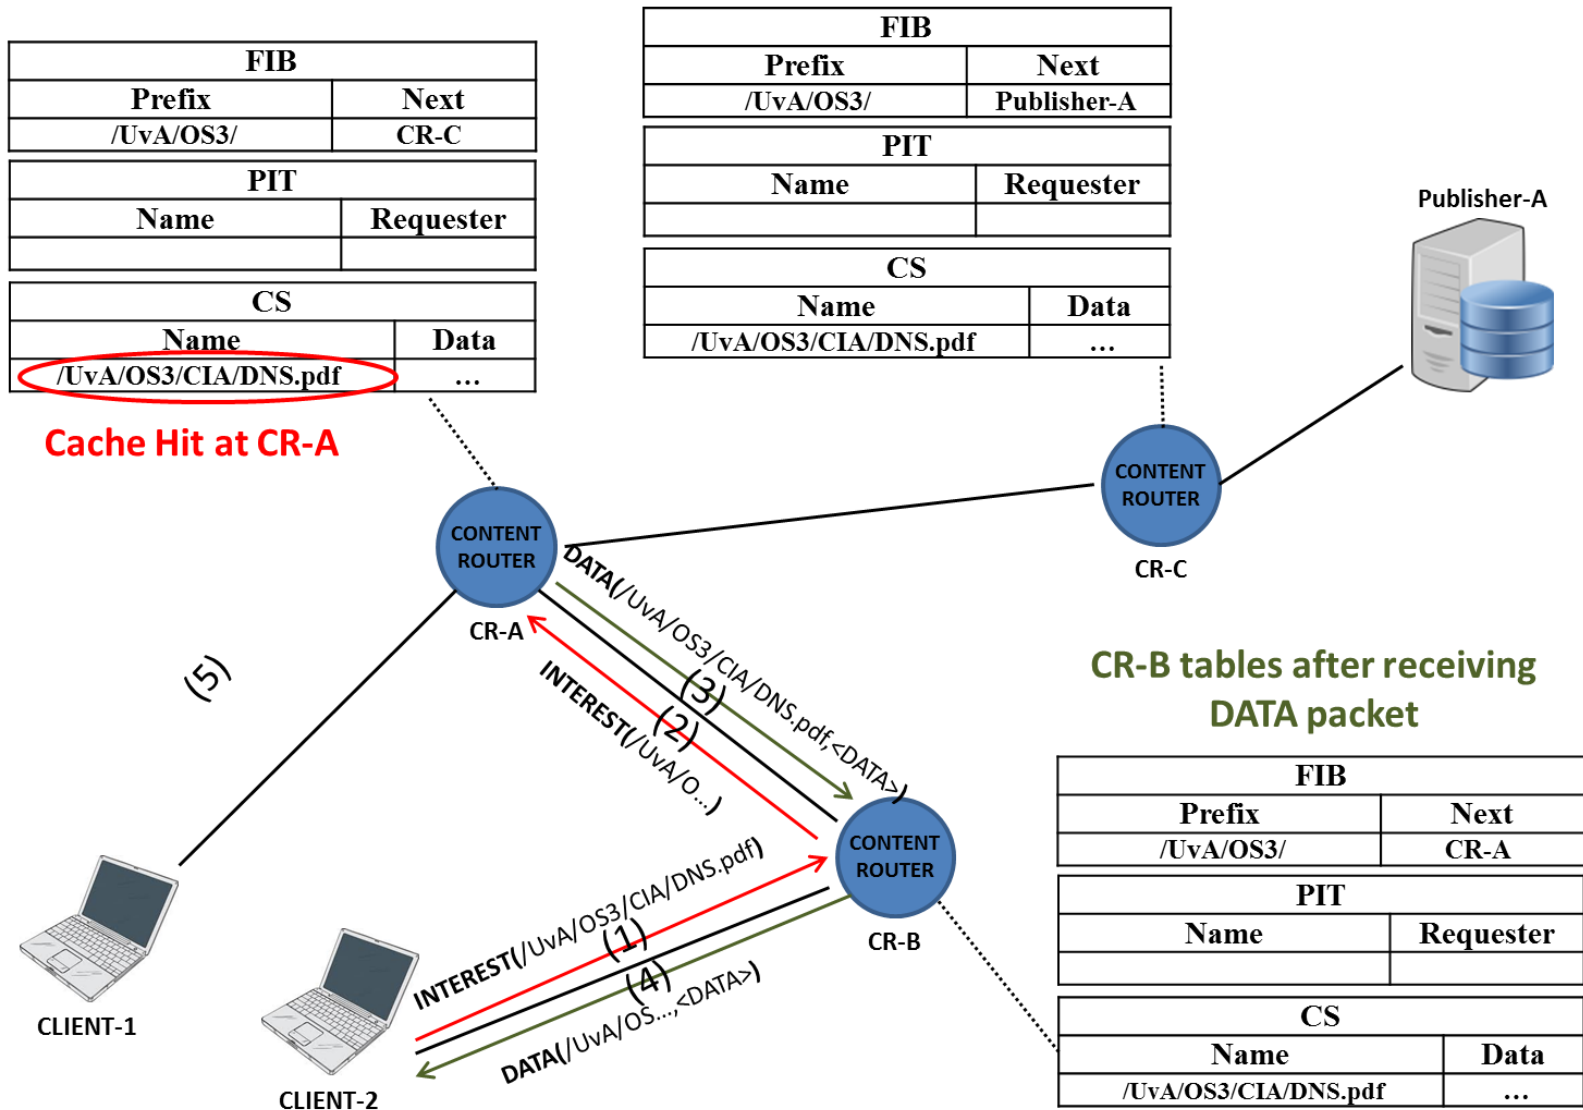 FIB
Prefix Next
/UvA/OS3/ CR-C
PIT
Name Requester
CS
Name Data
/UvA/OS3/CIA/DNS.pdf ...
Cache Hit at CR-A
FIB
Prefix Next
/UvA/OS3/ Publisher-A
PIT
Name Requester
CS
Name Data
/UvA/OS3/CIA/DNS.pdf ...
Publisher-A
CONTENT
ROUTER
CR-C
CONTENT
ROUTER
CR-A
DATA(/UvA/OS3/CIA/DNS.pdf,<DATA>)
(3)
(2)
INTEREST(/UvA/O...)
(5)
CONTENT
ROUTER
CR-B
INTEREST(/UvA/OS3/CIA/DNS.pdf)
(1)
(4)
DATA(/UvA/OS...,<DATA>)
CLIENT-1
CLIENT-2
CR-B tables after receiving
DATA packet
FIB
Prefix Next
/UvA/OS3/ CR-A
PIT
Name Requester
CS
Name Data
/UvA/OS3/CIA/DNS.pdf ...